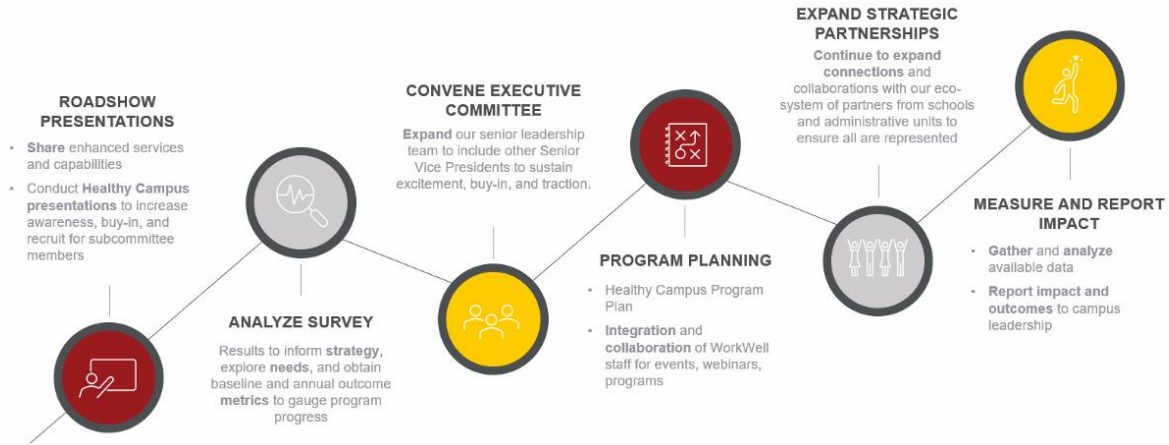 ROADSHOW
PRESENTATIONS
• Share enhanced services
and capabilities
• Conduct Healthy Campus
presentations to increase
awareness, buy-in, and
recruit for subcommittee
members
ANALYZE SURVEY
Results to inform strategy,
explore needs, and obtain
baseline and annual outcome
metrics to gauge program
progress
CONVENE EXECUTIVE
COMMITTEE
Expand our senior leadership
team to include other Senior
Vice Presidents to sustain
excitement, buy-in, and traction.
PROGRAM PLANNING
• Healthy Campus Program
Plan
• Integration and
collaboration of WorkWell
staff for events, webinars,
programs
EXPAND STRATEGIC
PARTNERSHIPS
Continue to expand
connections and
collaborations with our eco-
system of partners from schools
and administrative units to
ensure all are represented
MEASURE AND REPORT
IMPACT
• Gather and analyze
available data
• Report impact and
outcomes to campus
leadership